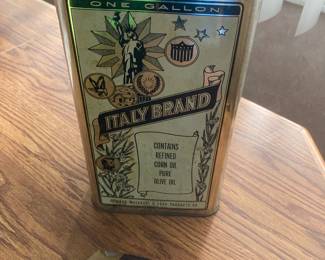 ONE GALLON
ITALY BRAND
CONTAINS
REFINED
CORN OIL
PURE
OLIVE OIL